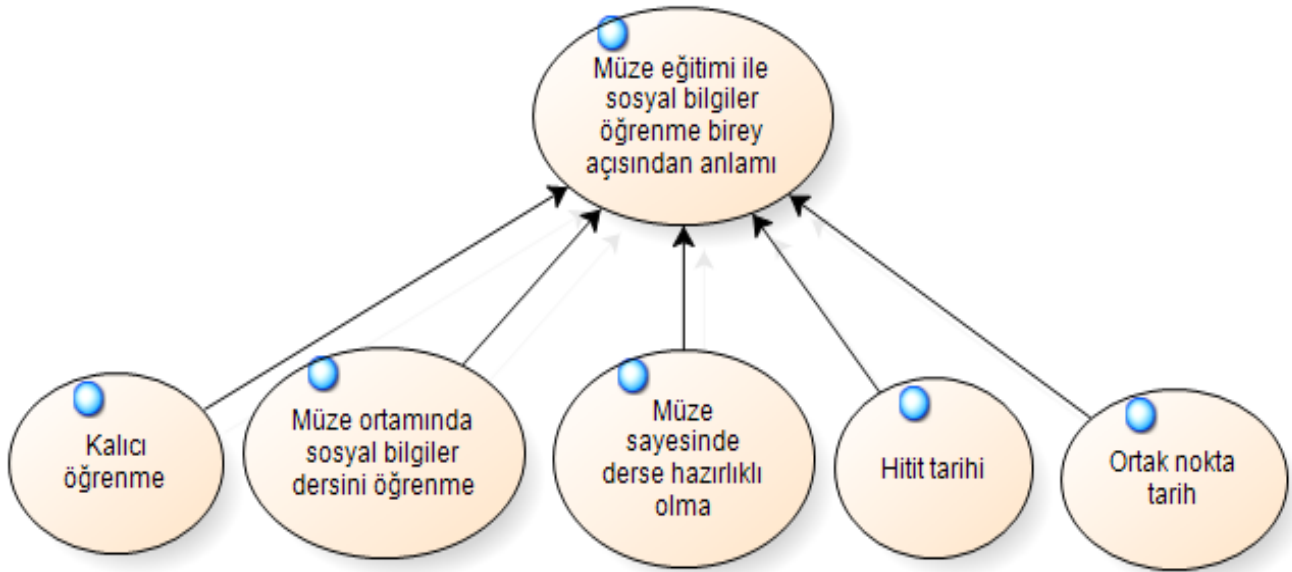 Müze eğitimi ile
sosyal bilgiler
öğrenme birey
açısından anlamı
Kalıcı
öğrenme
Müze ortamında
sosyal bilgiler
dersini öğrenme
Müze
sayesinde
derse hazırlıklı
olma
Hitit tarihi
Ortak nokta
tarih